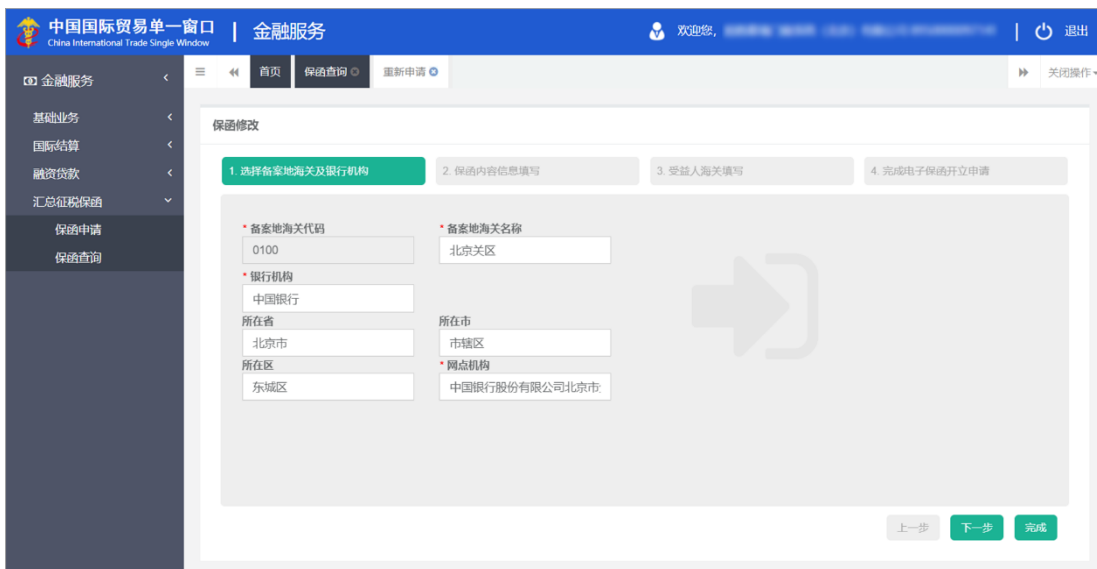 中国国际贸易单一窗口 | 金融服务
China International Trade Single Window
欢迎您,
退出
金融服务
首页 保函查询 重新申请 关闭操作
基础业务
国际结算
融资贷款
汇总征税保函
保函申请
保函查询
保函修改
1. 选择备案地海关及银行机构 2. 保函内容信息填写 3. 受益人海关填写 4. 完成电子保函开立申请
* 备案地海关代码 * 备案地海关名称
0100 北京关区
* 银行机构
中国银行
所在省 所在市
北京市 市辖区
所在区 * 网点机构
东城区 中国银行股份有限公司北京市
上一步 下一步 完成